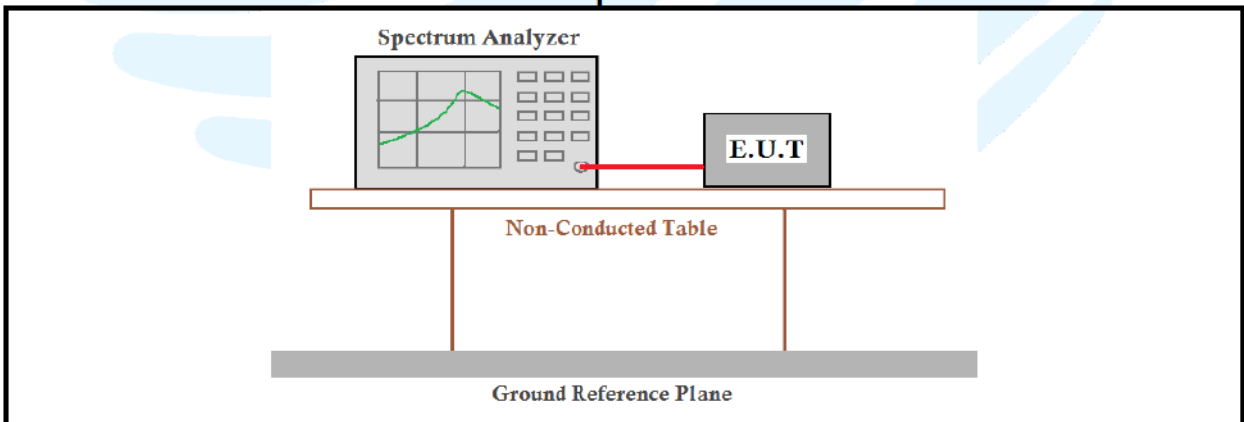 Spectrum Analyzer
E.U.T
Non-Conducted Table
Ground Reference Plane